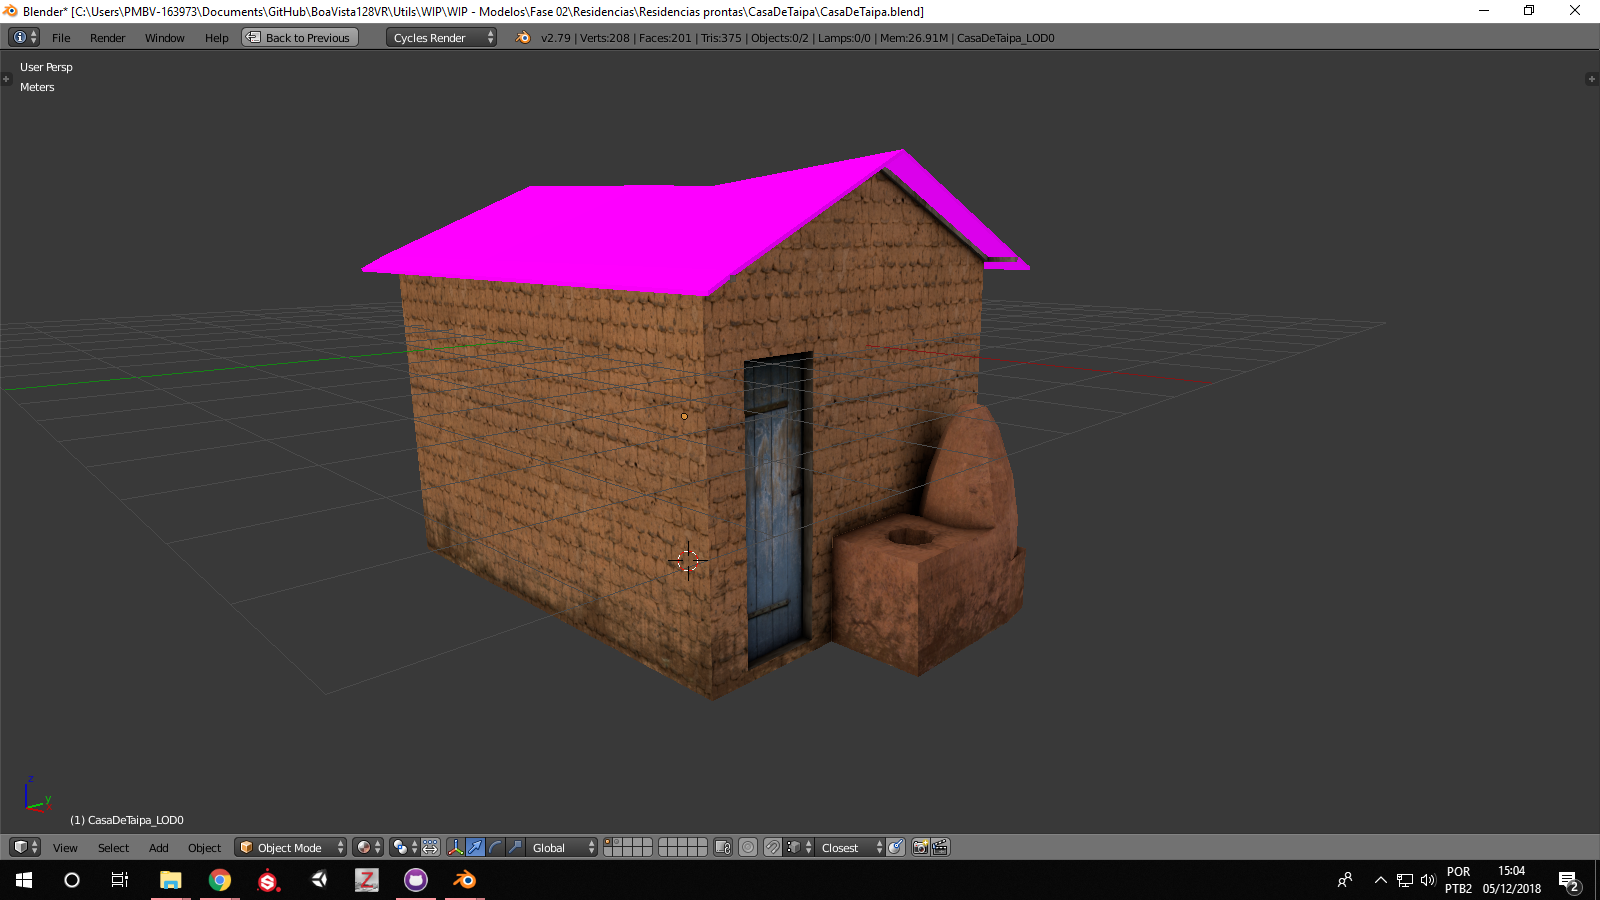 Blender* [C:\Users\PMBV-163973\Documents\GitHub\BoaVista128VR\Utils\WIP\WIP - Modelos\Fase 02\Residencias\Residencias prontas\CasaDeTaipa\CasaDeTaipa.blend]
File Render Window Help Back to Previous Cycles Render v2.79 | Verts:208 | Faces:201 | Tris:375 | Objects:0/2 | Lamps:0/0 | Mem:26.91M | CasaDeTaipa_LOD0
User Persp
Meters
z
y
(1) CasaDeTaipa_LOD0
View Select Add Object Object Mode Global Closest
POR 15:04
PTB2 05/12/2018 2